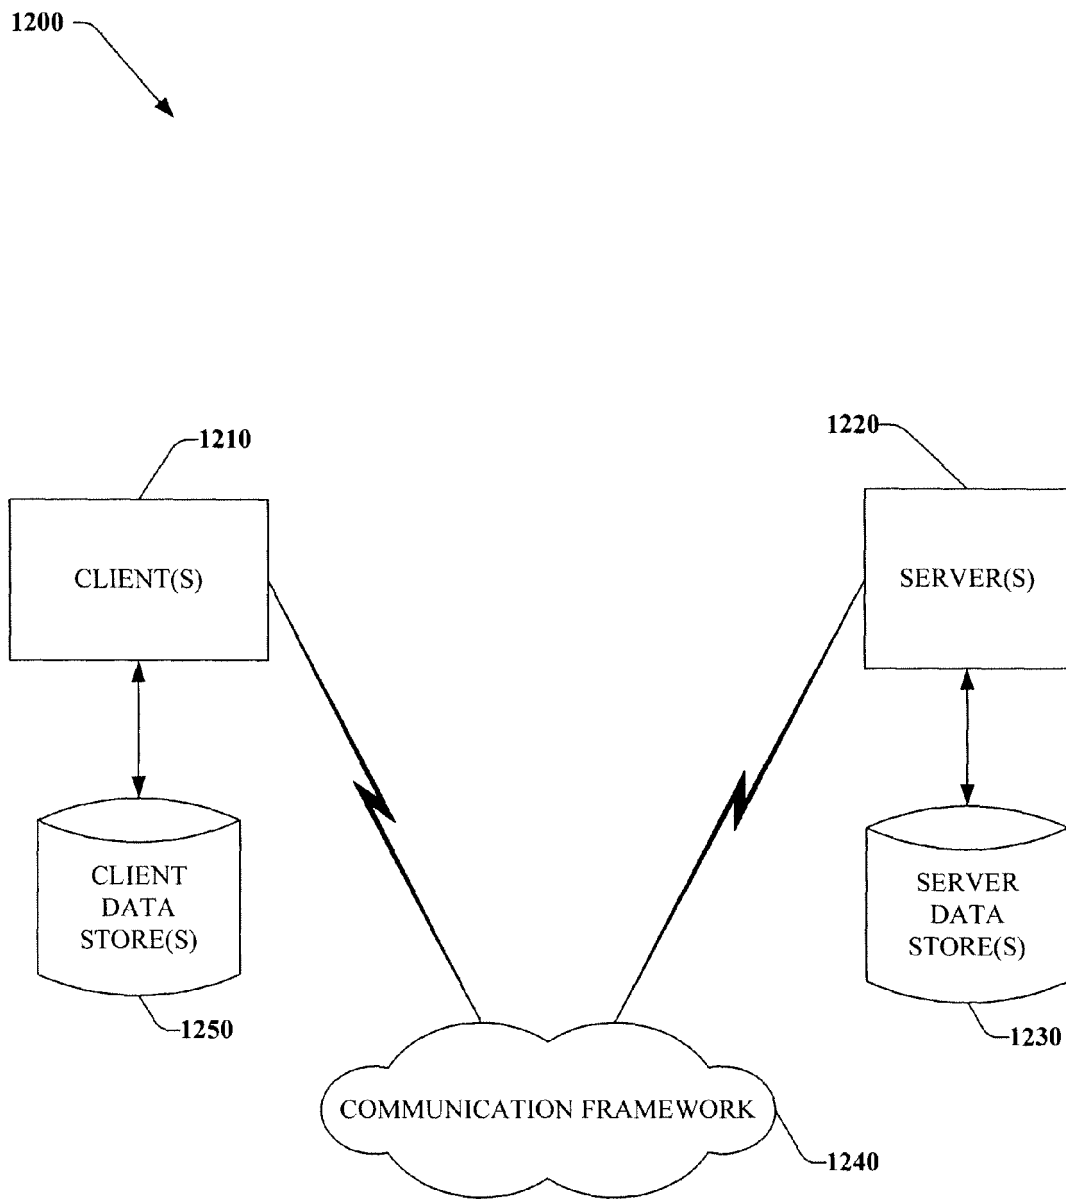 1200
1210
1220
CLIENT(S)
SERVER(S)
CLIENT
DATA
STORE(S)
SERVER
DATA
STORE(S)
1250
1230
COMMUNICATION FRAMEWORK
1240